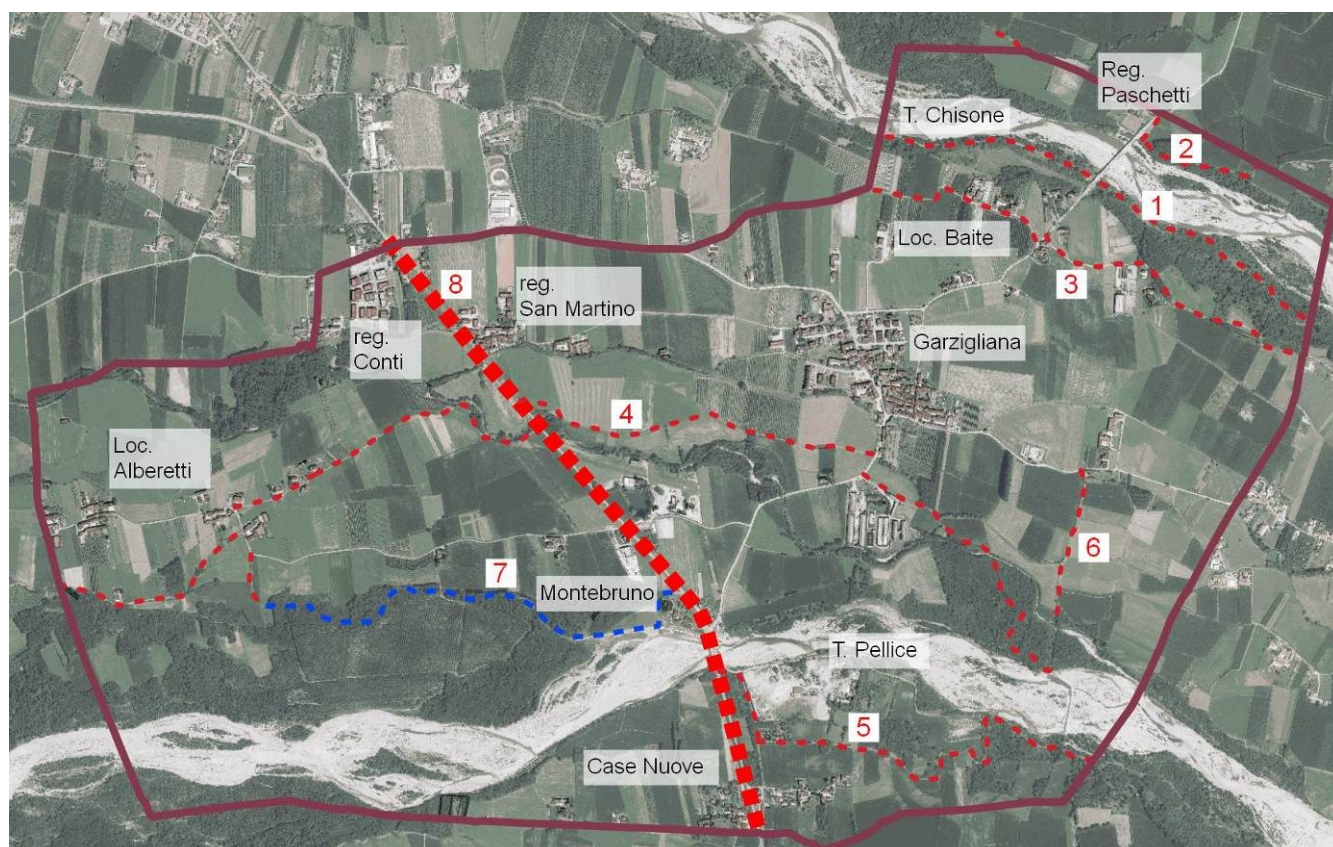 Reg.
Paschetti
T. Chisone
2
1
Loc. Baite
3
8
reg.
San Martino
reg.
Conti
Garzigliana
4
Loc.
Alberetti
6
7
Montebruno
T. Pellice
5
Case Nuove